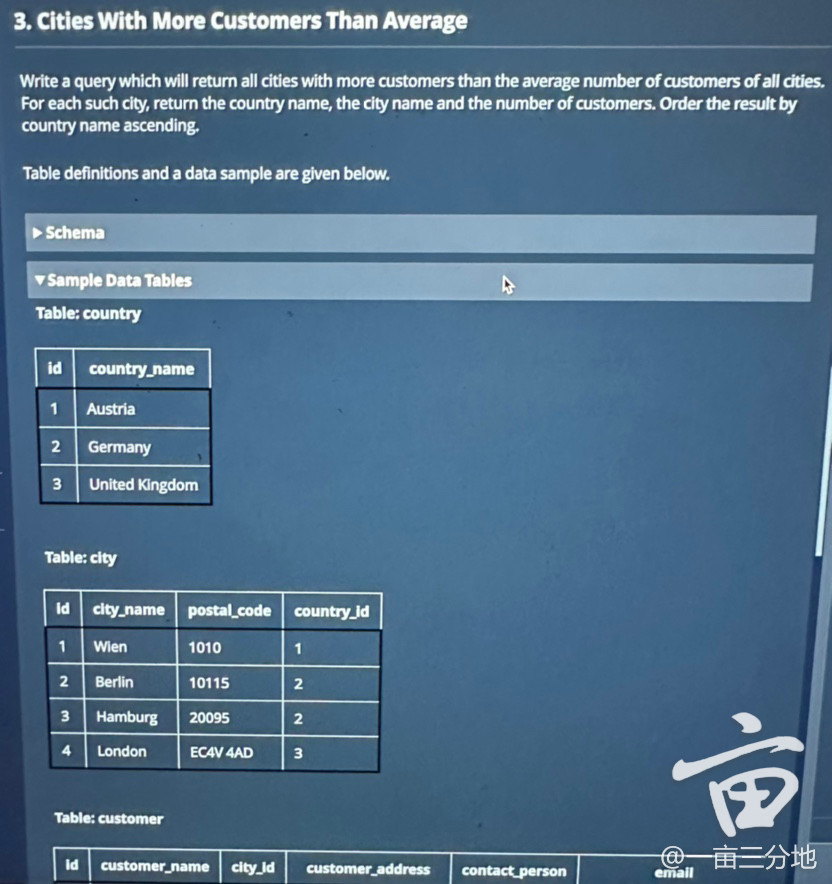 3. Cities With More Customers Than Average
Write a query which will return all cities with more customers than the average number of customers of all cities.
For each such city, return the country name, the city name and the number of customers. Order the result by
country name ascending.
Table definitions and a data sample are given below.
▶ Schema
▼ Sample Data Tables
Table: country
id country_name
1 Austria
2 Germany
3 United Kingdom
Table: city
id city_name postal_code country_id
1 Wien 1010 1
2 Berlin 10115 2
3 Hamburg 20095 2
4 London EC4V 4AD 3
亩
Table: customer
@一亩三分地
id customer_name city_id customer_address contact_person email